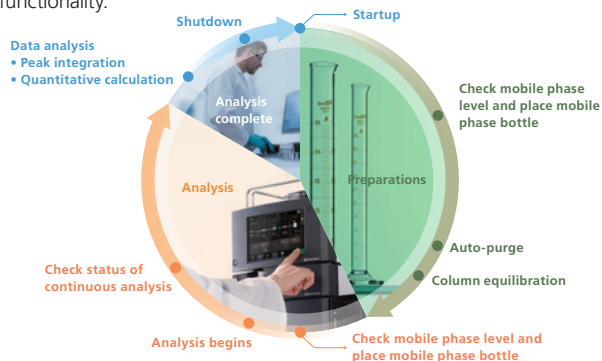 functionality.
Shutdown
Startup
Data analysis
• Peak integration
• Quantitative calculation
Analysis
complete
Check mobile phase
level and place mobile
phase bottle
Analysis
Preparations
Auto-purge
Column equilibration
Check status of
continuous analysis
Analysis begins
Check mobile phase level and
place mobile phase bottle